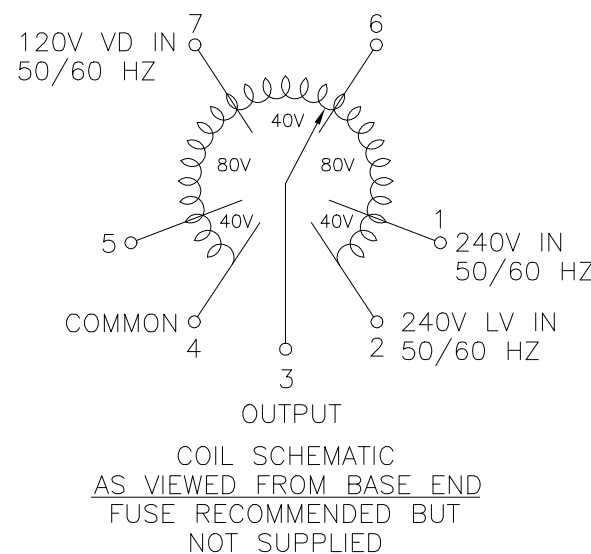 7
6
120V VD IN
50/60 HZ
40V
80V
80V
40V
40V
1
5
240V IN
50/60 HZ
COMMON
4
2
240V LV IN
50/60 HZ
3
OUTPUT
COIL SCHEMATIC
AS VIEWED FROM BASE END
FUSE RECOMMENDED BUT
NOT SUPPLIED